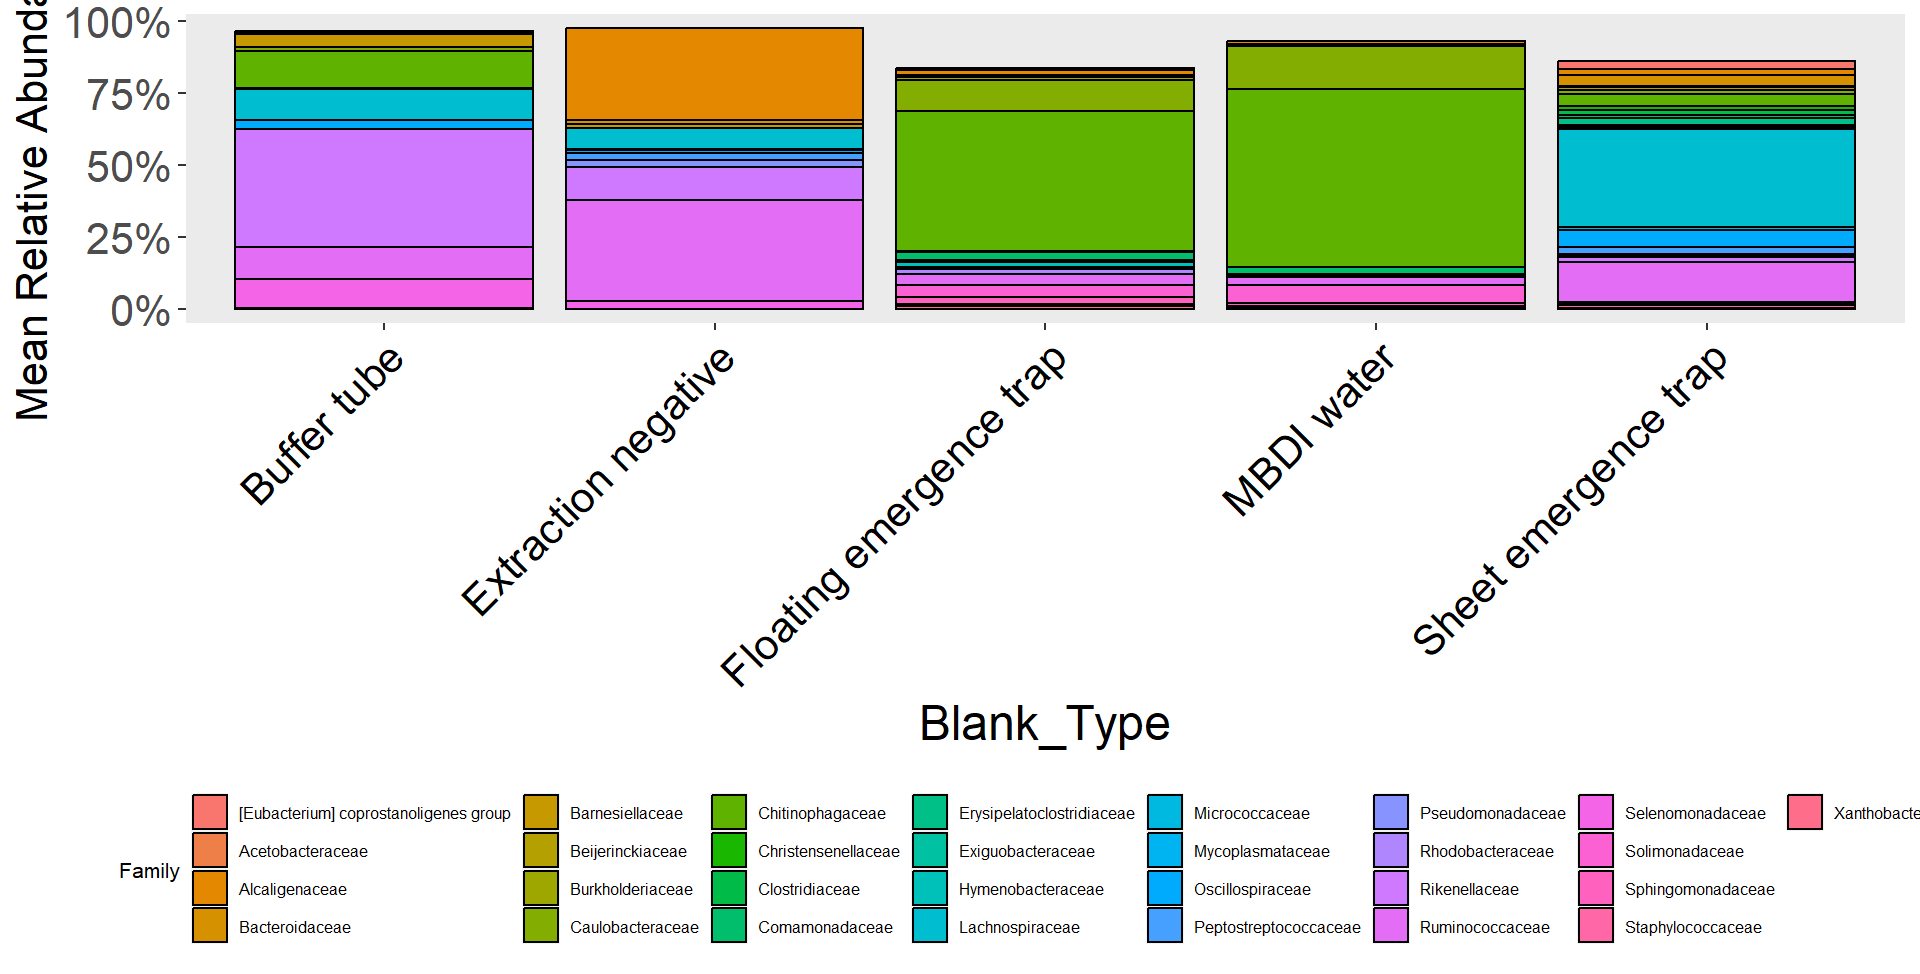 Mean Relative Abunda
100%
75%
50%
25%
0%
Buffer tube
Extraction negative
Floating emergence trap
MBDI water
Sheet emergence trap
Blank_Type
Family
[Eubacterium] coprostanoligenes group
Acetobacteraceae
Alcaligenaceae
Bacteroidaceae
Barnesiellaceae
Beijerinckiaceae
Burkholderiaceae
Caulobacteraceae
Chitinophagaceae
Christensenellaceae
Clostridiaceae
Comamonadaceae
Erysipelatoclostridiaceae
Exiguobacteraceae
Hymenobacteraceae
Lachnospiraceae
Micrococcaceae
Mycoplasmataceae
Oscillospiraceae
Peptostreptococcaceae
Pseudomonadaceae
Rhodobacteraceae
Rikenellaceae
Ruminococcaceae
Selenomonadaceae
Solimonadaceae
Sphingomonadaceae
Staphylococcaceae
Xanthobacte